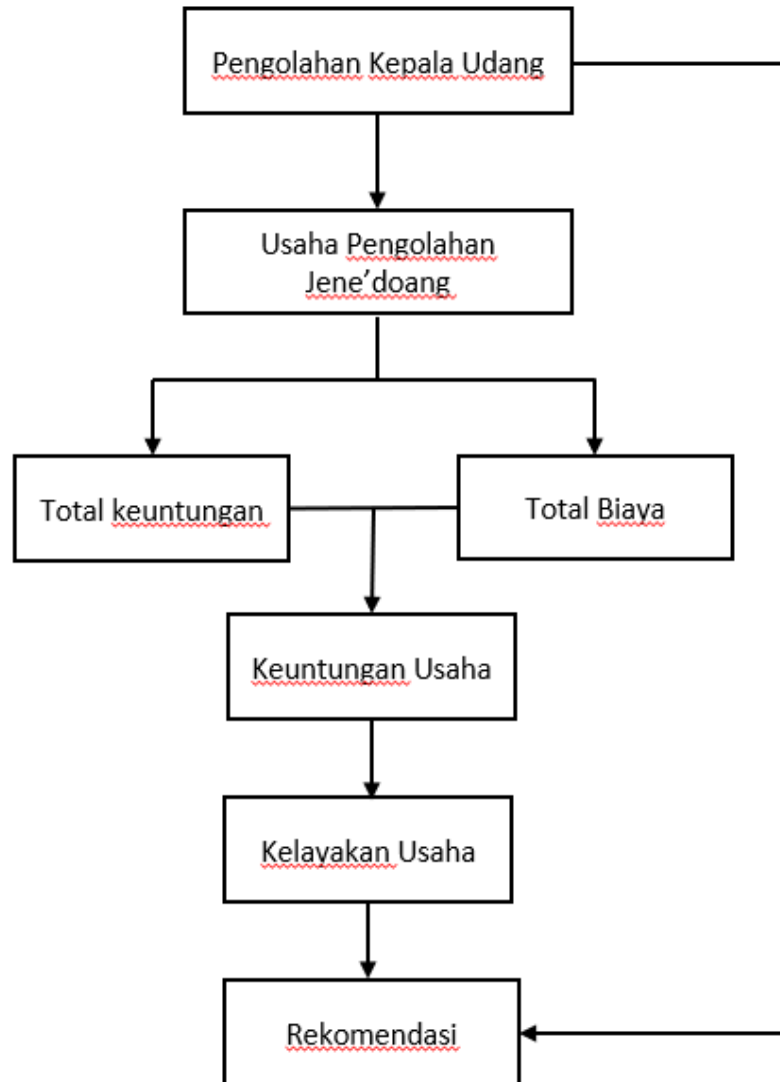 Pengolahan Kepala Udang
Usaha Pengolahan
Jene’doang
Total keuntungan
Total Biaya
Keuntungan Usaha
Kelayakan Usaha
Rekomendasi